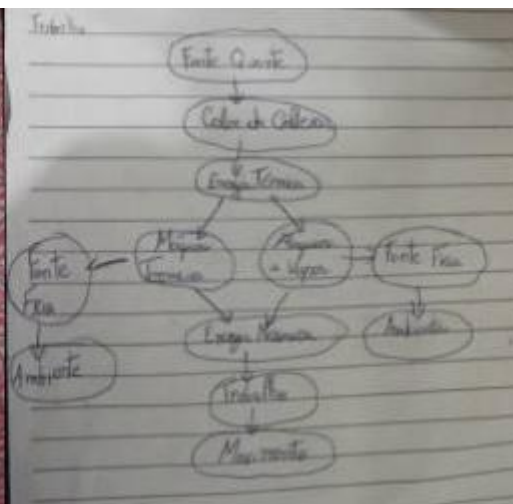 Trabalho
Fonte Quente
Calor da Caldeira
Energia Térmica
Máquina Térmica
Máquina a Vapor
Fonte Fria
Fonte Fria
Ambiente
Ambiente
Energia Mecânica
Trabalho
Movimento